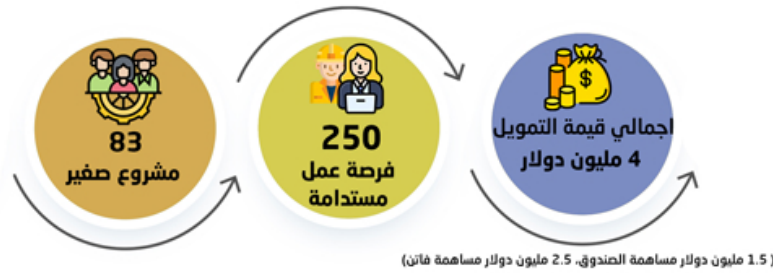 83
مشروع صغير
250
فرصة عمل
مستدامة
$
اجمالي قيمة التمويل
4 مليون دولار
( 1.5 مليون دولار مساهمة الصندوق، 2.5 مليون دولار مساهمة فاتن)